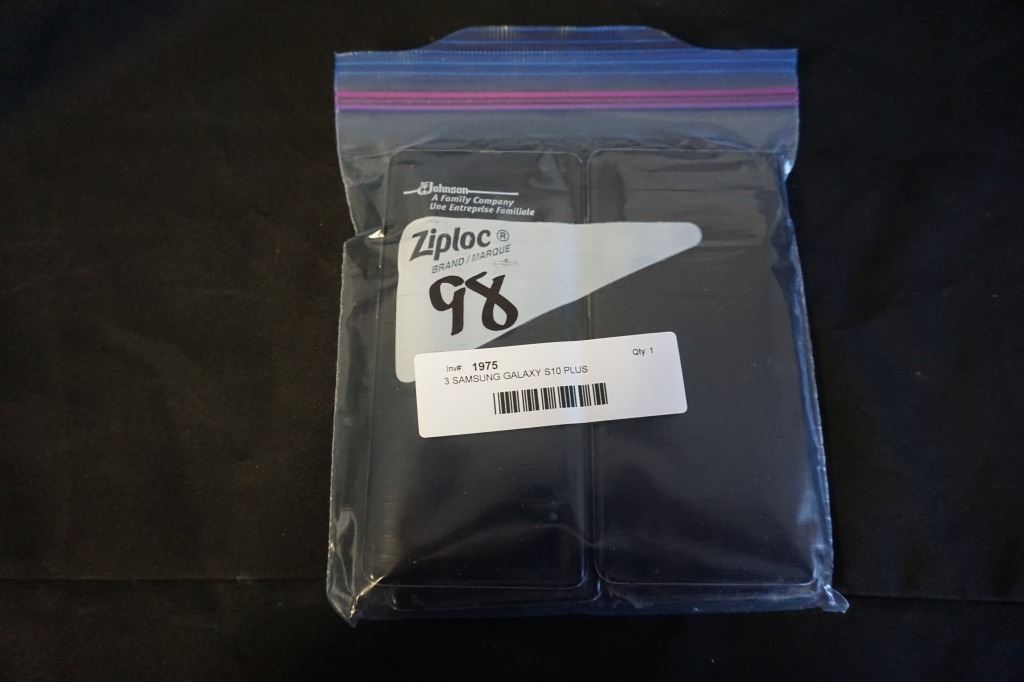 Johnson
A Family Company
Une Entreprise Familiale
Ziploc®
BRAND/MARQUE
98
Inv#: 1975 Qty: 1
3 SAMSUNG GALAXY S10 PLUS